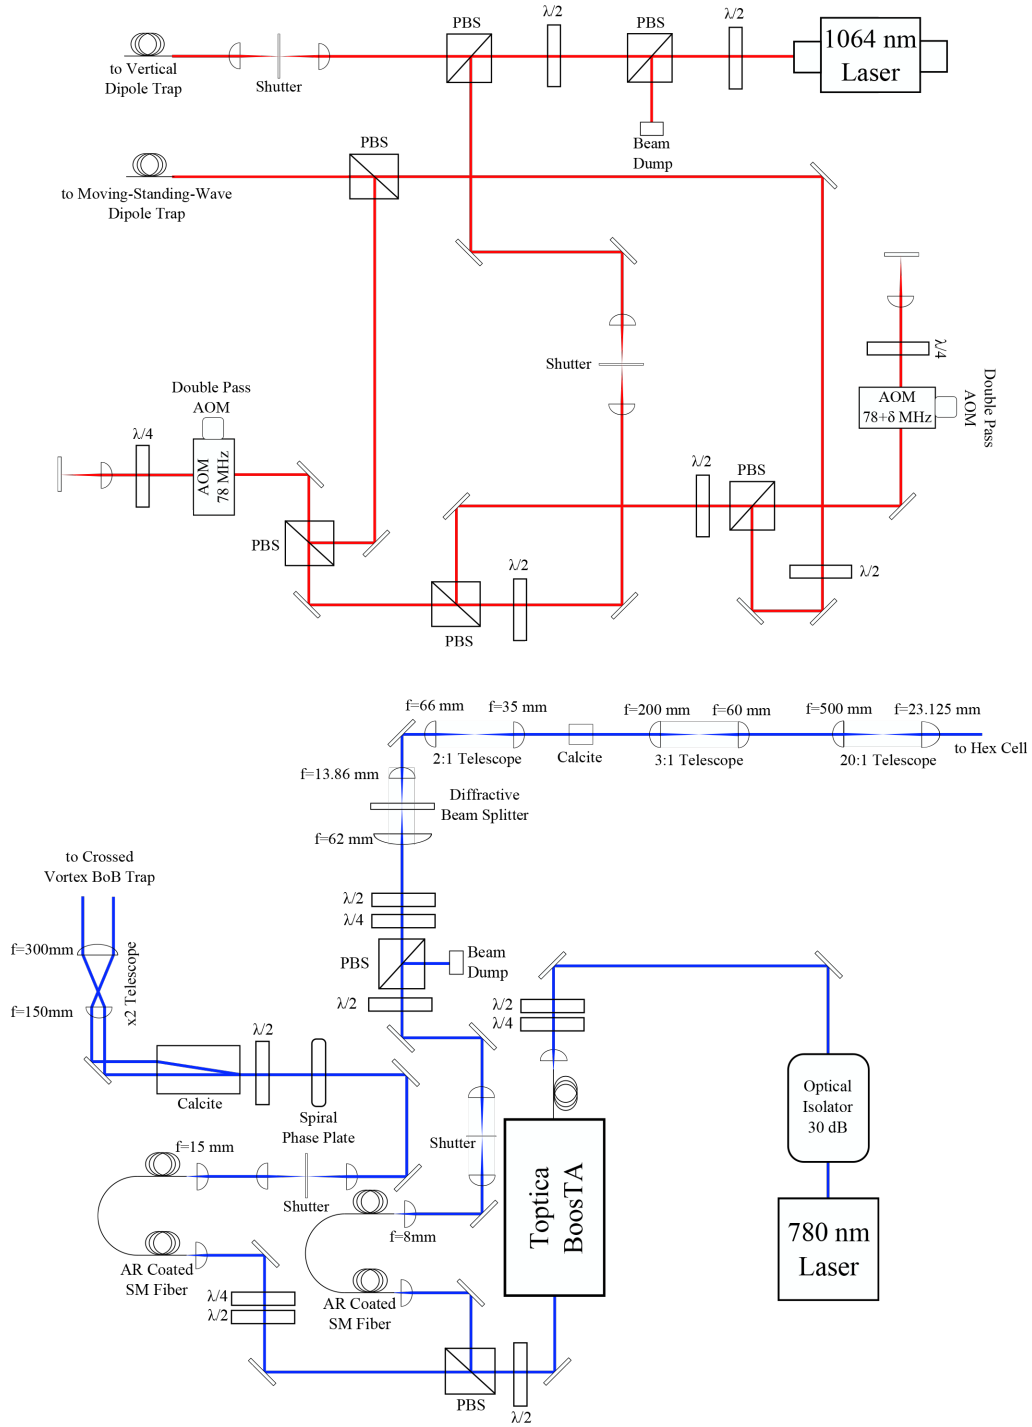 PBS
λ/2
PBS
λ/2
1064 nm
Laser
to Vertical
Dipole Trap
Shutter
Beam
Dump
PBS
to Moving-Standing-Wave
Dipole Trap
λ/4
Shutter
Double Pass
AOM
AOM
78+δ MHz
Double Pass
AOM
λ/4
AOM
78 MHz
λ/2
PBS
PBS
λ/2
λ/2
PBS
f=66 mm
f=35 mm
f=200 mm
f=60 mm
f=500 mm
f=23.125 mm
2:1 Telescope
Calcite
3:1 Telescope
20:1 Telescope
to Hex Cell
f=13.86 mm
Diffractive
Beam Splitter
f=62 mm
to Crossed
Vortex BoB Trap
λ/2
λ/4
f=300mm
x2 Telescope
f=150mm
PBS
Beam
Dump
λ/2
λ/2
λ/4
λ/2
Calcite
Spiral
Phase Plate
Optical
Isolator
30 dB
Shutter
f=15 mm
Shutter
Toptica
BoosTA
f=8mm
780 nm
Laser
AR Coated
SM Fiber
AR Coated
SM Fiber
λ/4
λ/2
PBS
λ/2